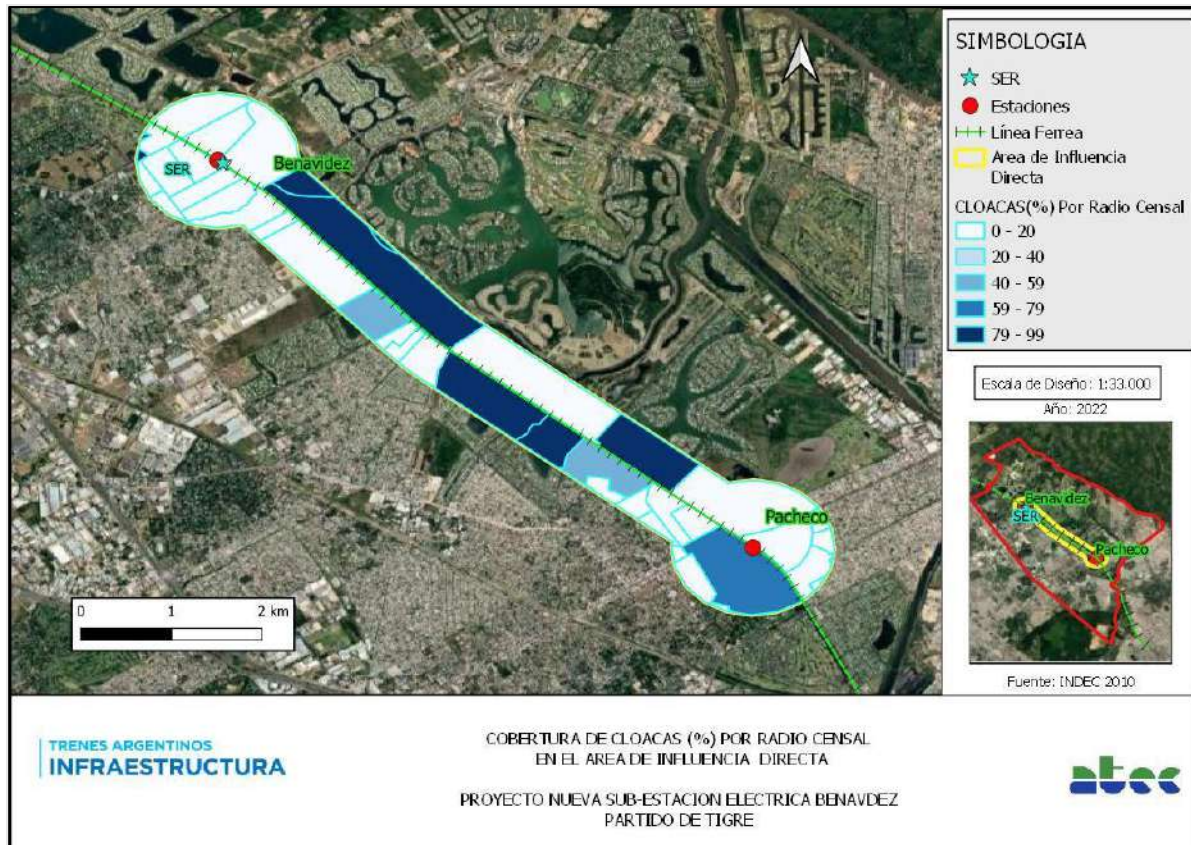 SER
Benavidez
Pacheco
0 1 2 km
SIMBOLOGIA
SER
Estaciones
Línea Ferrea
Area de Influencia
Directa
CLOACAS(%) Por Radio Censal
0 - 20
20 - 40
40 - 59
59 - 79
79 - 99
Escala de Diseño: 1:33.000
Año: 2022
Benavidez
SER
Pacheco
Fuente: INDEC 2010
TRENES ARGENTINOS
INFRAESTRUCTURA
COBERTURA DE CLOACAS (%) POR RADIO CENSAL
EN EL AREA DE INFLUENCIA DIRECTA
PROYECTO NUEVA SUB-ESTACION ELECTRICA BENAVDEZ
PARTIDO DE TIGRE
atec